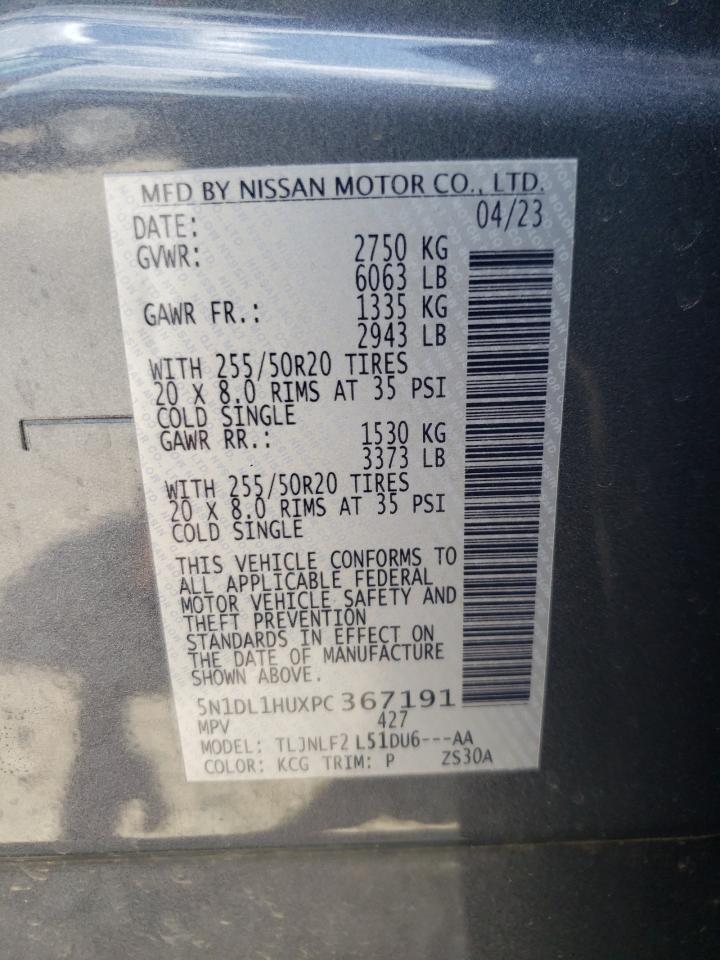 MFD BY NISSAN MOTOR CO., LTD.
DATE: 04/23
GVWR: 2750 KG
6063 LB
GAWR FR.: 1335 KG
2943 LB
WITH 255/50R20 TIRES
20 X 8.0 RIMS AT 35 PSI
COLD SINGLE
GAWR RR.: 1530 KG
3373 LB
WITH 255/50R20 TIRES
20 X 8.0 RIMS AT 35 PSI
COLD SINGLE
THIS VEHICLE CONFORMS TO
ALL APPLICABLE FEDERAL
MOTOR VEHICLE SAFETY AND
THEFT PREVENTION
STANDARDS IN EFFECT ON
THE DATE OF MANUFACTURE
SHOWN ABOVE.
5N1DL1HUXPC367191
MPV 427
MODEL: TLJNLF2 L51DU6---AA
COLOR: KCG TRIM: P ZS30A